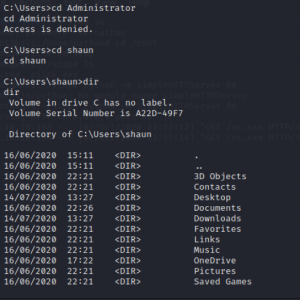 C:\Users>cd Administrator
cd Administrator
Access is denied.
C:\Users>cd shaun
cd shaun
C:\Users\shaun>dir
dir
 Volume in drive C has no label.
 Volume Serial Number is A22D-49F7
 Directory of C:\Users\shaun
16/06/2020  15:11    <DIR>          .
16/06/2020  15:11    <DIR>          ..
16/06/2020  22:21    <DIR>          3D Objects
16/06/2020  22:21    <DIR>          Contacts
14/07/2020  13:27    <DIR>          Desktop
16/06/2020  22:26    <DIR>          Documents
14/07/2020  13:27    <DIR>          Downloads
16/06/2020  22:21    <DIR>          Favorites
16/06/2020  22:21    <DIR>          Links
16/06/2020  22:21    <DIR>          Music
16/06/2020  17:22    <DIR>          OneDrive
16/06/2020  22:21    <DIR>          Pictures
16/06/2020  22:21    <DIR>          Saved Games